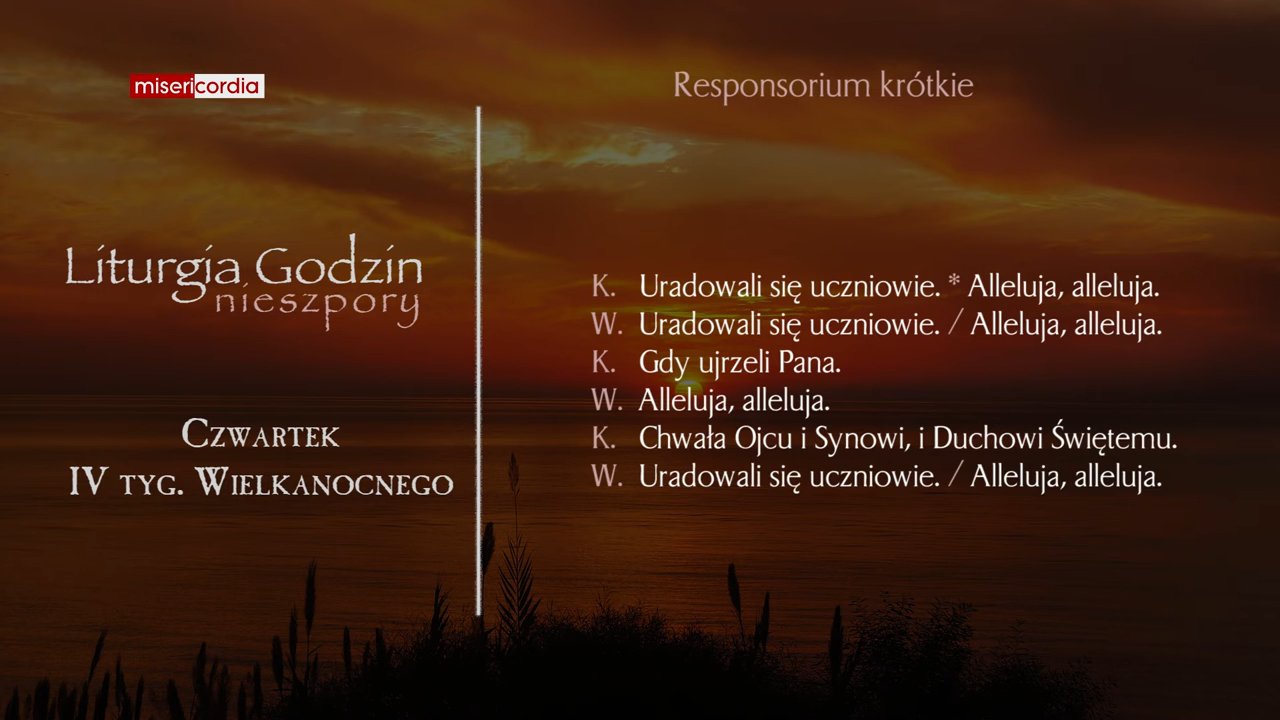 misericordia
Liturgia Godzin
nieszpory
Czwartek
IV tyg. Wielkanocnego
Responsorium krótkie
K. Uradowali się uczniowie. * Alleluja, alleluja.
W. Uradowali się uczniowie. / Alleluja, alleluja.
K. Gdy ujrzeli Pana.
W. Alleluja, alleluja.
K. Chwała Ojcu i Synowi, i Duchowi Świętemu.
W. Uradowali się uczniowie. / Alleluja, alleluja.